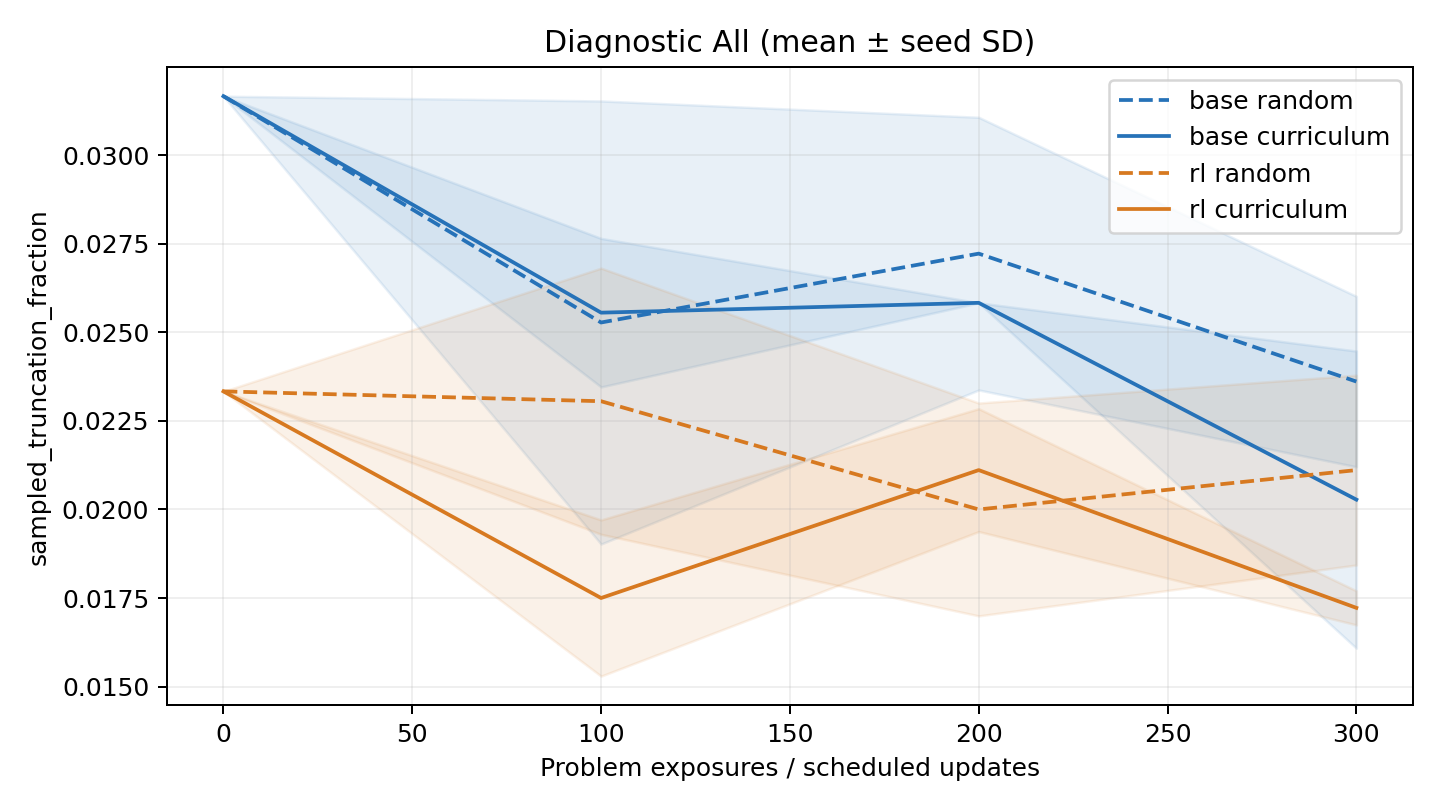 Diagnostic All (mean ± seed SD)
base random
base curriculum
rl random
rl curriculum
sampled_truncation_fraction
0.0300
0.0275
0.0250
0.0225
0.0200
0.0175
0.0150
0 50 100 150 200 250 300
Problem exposures / scheduled updates